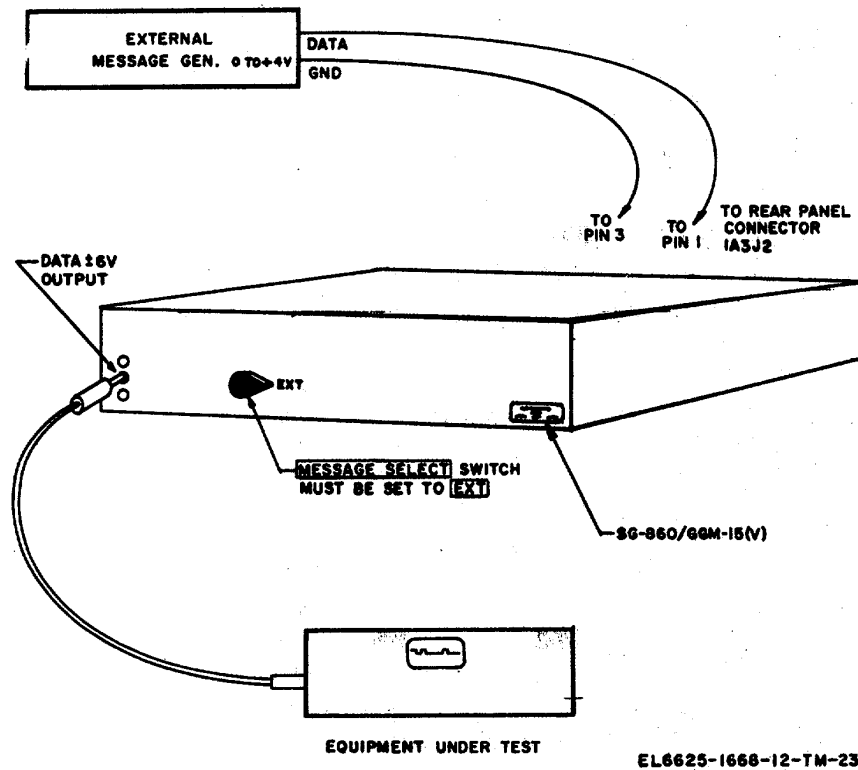 EXTERNAL
MESSAGE GEN. 0 TO +4V
DATA
GND
TO
PIN 3
TO
PIN 1
TO REAR PANEL
CONNECTOR
1A3J2
DATA ±6V
OUTPUT
EXT
MESSAGE SELECT SWITCH
MUST BE SET TO EXT
SG-860/GGM-15(V)
EQUIPMENT UNDER TEST
EL6625-1668-12-TM-23